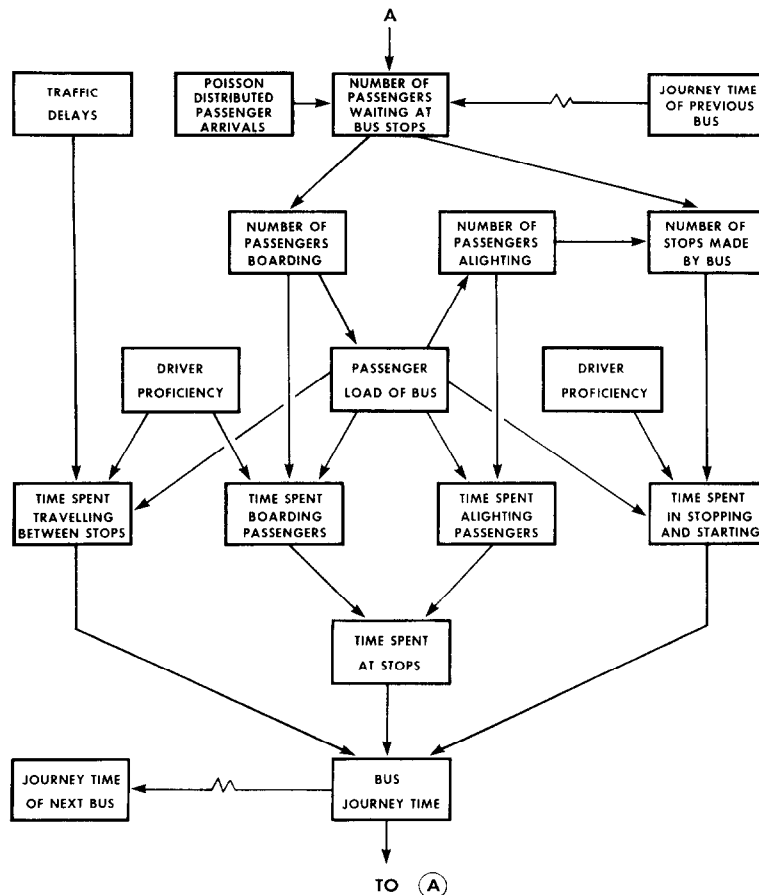 A
TRAFFIC
DELAYS
POISSON
DISTRIBUTED
PASSENGER
ARRIVALS
NUMBER OF
PASSENGERS
WAITING AT
BUS STOPS
JOURNEY TIME
OF PREVIOUS
BUS
NUMBER OF
PASSENGERS
BOARDING
NUMBER OF
PASSENGERS
ALIGHTING
NUMBER OF
STOPS MADE
BY BUS
DRIVER
PROFICIENCY
PASSENGER
LOAD OF BUS
DRIVER
PROFICIENCY
TIME SPENT
TRAVELLING
BETWEEN STOPS
TIME SPENT
BOARDING
PASSENGERS
TIME SPENT
ALIGHTING
PASSENGERS
TIME SPENT
IN STOPPING
AND STARTING
TIME SPENT
AT STOPS
JOURNEY TIME
OF NEXT BUS
BUS
JOURNEY TIME
TO A